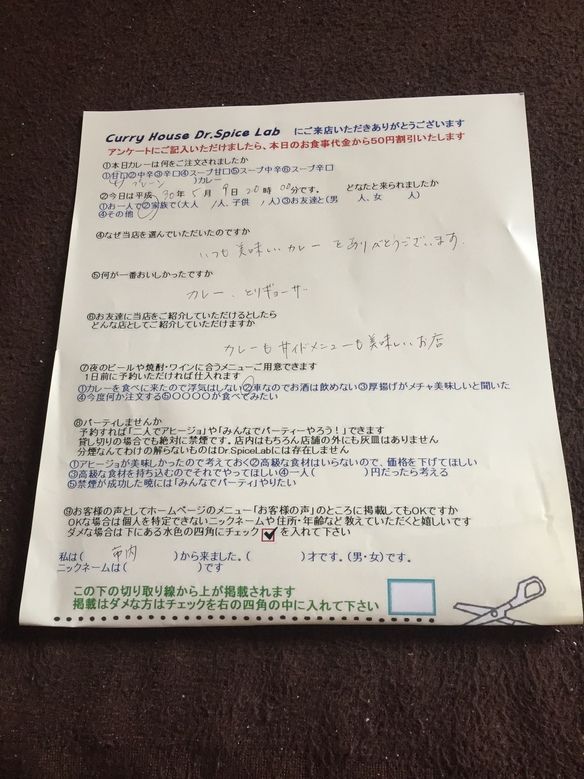 Curry House Dr.Spice Lab にご来店いただきありがとうございます
アンケートにご記入いただけましたら、本日のお食事代金から50円割引いたします
①本日カレーは何をご注文されましたか
①甘口②中辛③辛口④スープ甘口⑤スープ中辛⑥スープ辛口
プレーン )カレー
②今日は平成 30年 5月 9日 20時 00分です。 どなたと来られましたか
①お一人で②家族で(大人 1人、子供 1人)③お友達と(男 人、女 人)
④その他
④なぜ当店を選んでいただいたのですか
いつも美味しいカレーをありがとうございます.
⑤何が一番おいしかったですか
カレー、とりギョーザ
⑥お友達に当店をご紹介していただけるとしたら
どんな店としてご紹介していただけますか
カレーもサイドメニューも美味しいお店
⑦夜のビールや焼酎・ワインに合うメニューご用意できます
1日前に予約いただければ仕入れます
①カレーを食べに来たので浮気はしない②車なのでお酒は飲めない③厚揚げがメチャ美味しいと聞いた
④今度何か注文する⑤〇〇〇〇が食べてみたい
⑧パーティしませんか
予約すれば「二人でアヒージョ」や「みんなでパーティーやろう!」できます
貸し切りの場合でも絶対に禁煙です。店内はもちろん店舗の外にも灰皿はありません
分煙なんてわけの解らないものはDr.SpiceLabには存在しません
①アヒージョが美味しかったので考えておく②高級な食材はいらないので、価格を下げてほしい
③高級な食材を持ち込むのでそれでやってほしい④一人( )円だったら考える
⑤禁煙が成功した暁には「みんなでパーティ」やりたい
⑨お客様の声としてホームページのメニュー「お客様の声」のところに掲載してもOKですか
OKな場合は個人を特定できないニックネームや住所・年齢など教えていただくと嬉しいです
ダメな場合は下にある水色の四角にチェック を入れて下さい
私は( 市内 )から来ました。( )才です。(男・女)です。
ニックネームは( )です
この下の切り取り線から上が掲載されます
掲載はダメな方はチェックを右の四角の中に入れて下さい